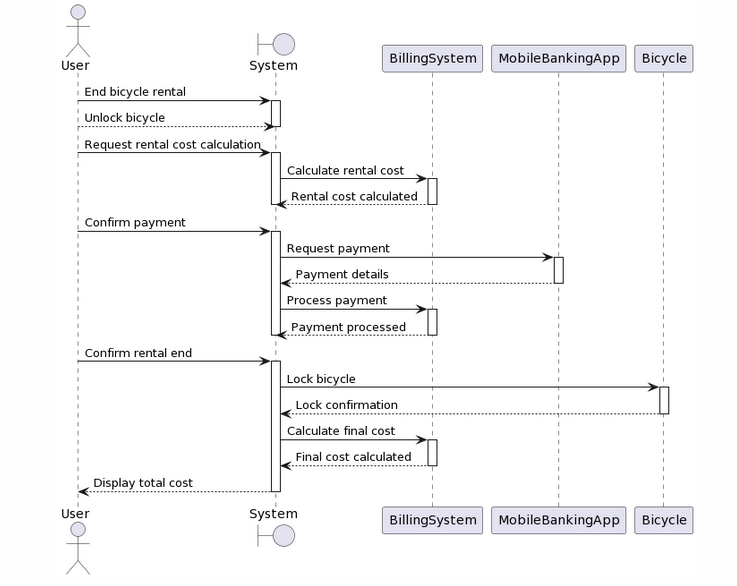 User
System
BillingSystem
MobileBankingApp
Bicycle
End bicycle rental
Unlock bicycle
Request rental cost calculation
Calculate rental cost
Rental cost calculated
Confirm payment
Request payment
Payment details
Process payment
Payment processed
Confirm rental end
Lock bicycle
Lock confirmation
Calculate final cost
Final cost calculated
Display total cost
User
System
BillingSystem
MobileBankingApp
Bicycle